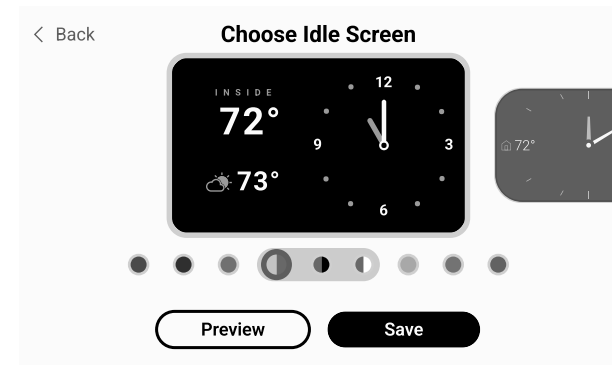 Back
Choose Idle Screen
INSIDE
72°
73°
12
9
3
6
72°
Preview
Save